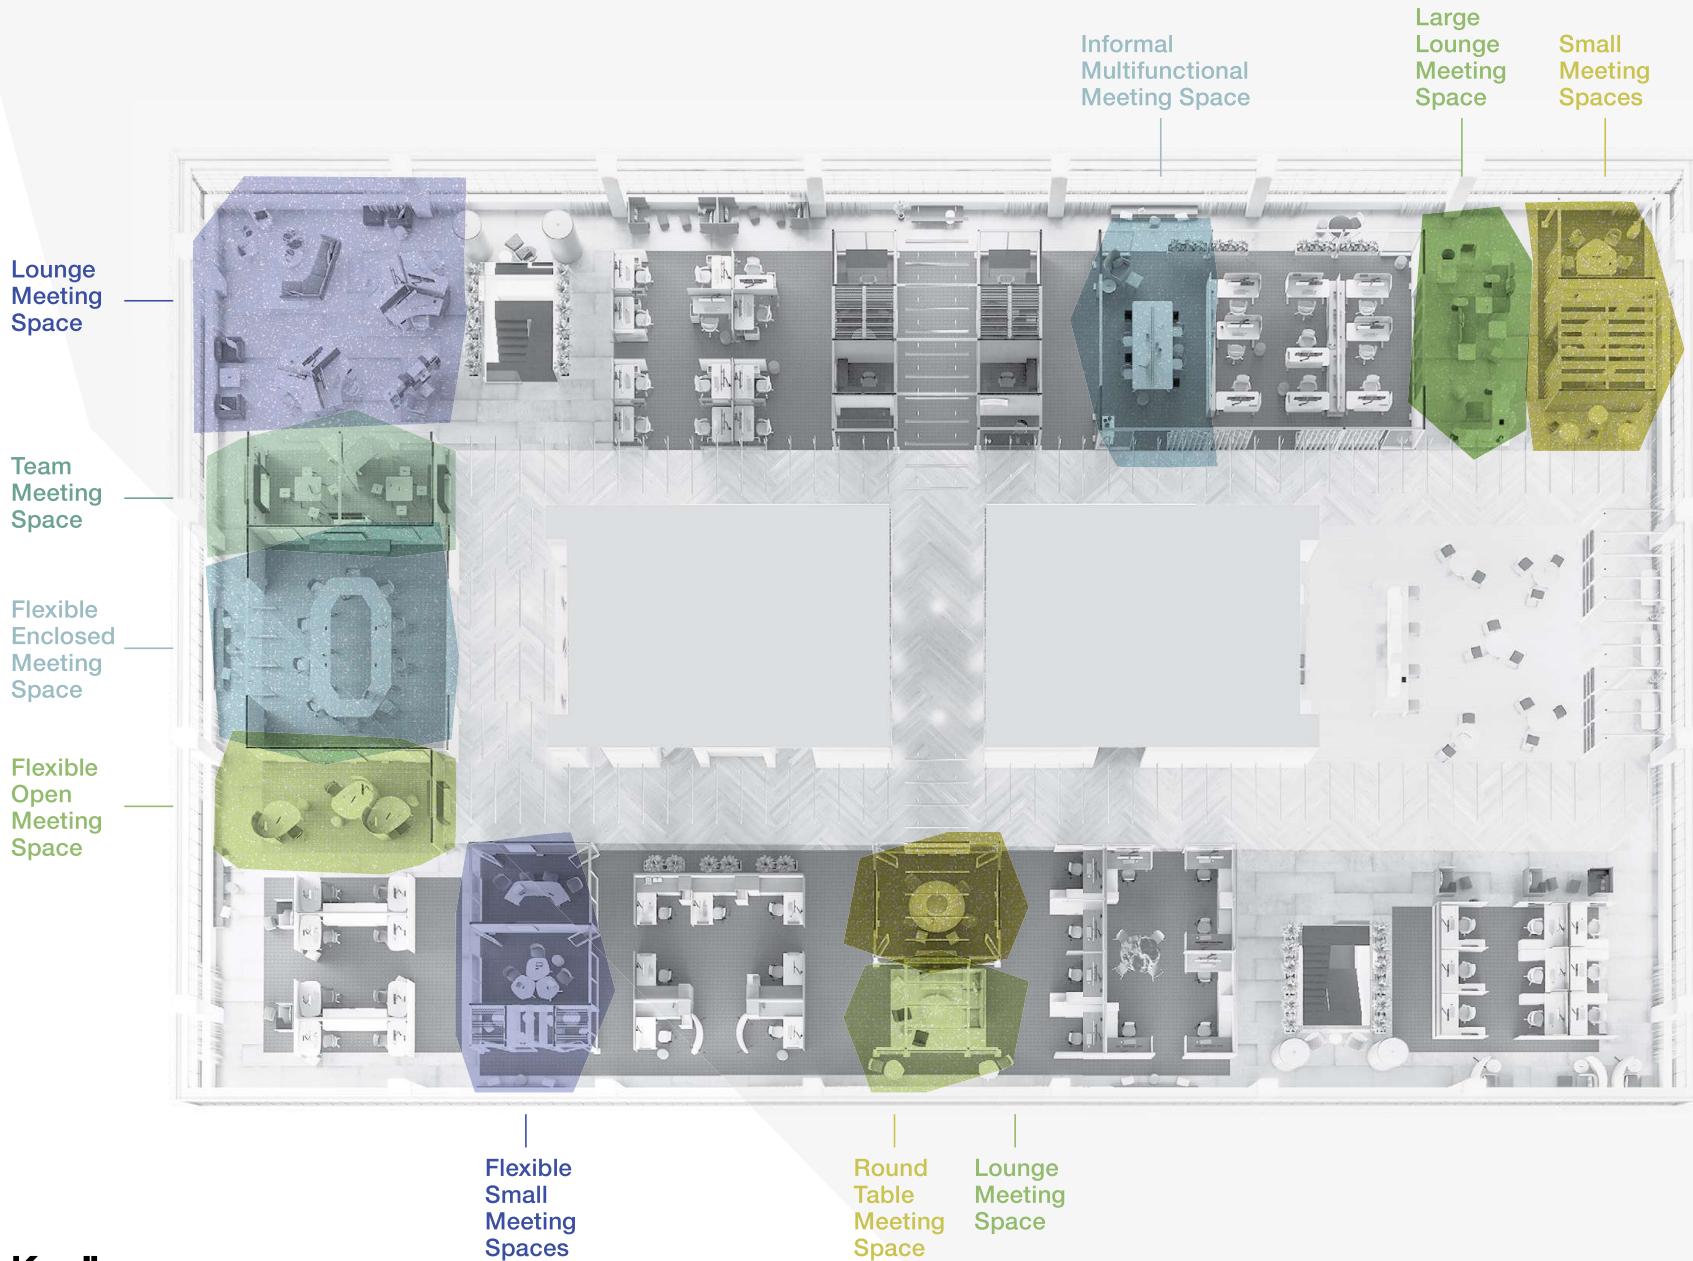 Informal
Multifunctional
Meeting Space
Large
Lounge
Meeting
Space
Small
Meeting
Spaces
Lounge
Meeting
Space
Team
Meeting
Space
Flexible
Enclosed
Meeting
Space
Flexible
Open
Meeting
Space
Flexible
Small
Meeting
Spaces
Round
Table
Meeting
Space
Lounge
Meeting
Space